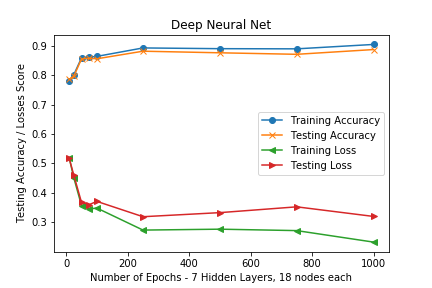 Deep Neural Net
Testing Accuracy / Losses Score
0.9
0.8
0.7
0.6
0.5
0.4
0.3
Training Accuracy
Testing Accuracy
Training Loss
Testing Loss
0 200 400 600 800 1000
Number of Epochs - 7 Hidden Layers, 18 nodes each